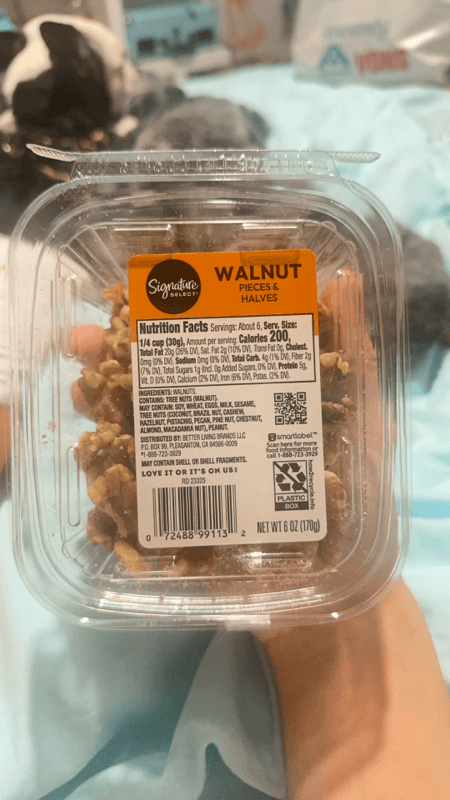 Signature
SELECT
WALNUT
PIECES &
HALVES
Nutrition Facts Servings: About 6, Serv. Size:
1/4 cup (30g), Amount per serving: Calories 200,
Total Fat 20g (26% DV), Sat. Fat 2g (10% DV), Trans Fat 0g, Cholest.
0mg (0% DV), Sodium 0mg (0% DV), Total Carb. 4g (1% DV), Fiber 2g
(7% DV), Total Sugars 1g (Incl. 0g Added Sugars, 0% DV), Protein 5g,
Vit. D (0% DV), Calcium (2% DV), Iron (6% DV), Potas. (2% DV).
INGREDIENTS: WALNUTS.
CONTAINS: TREE NUTS (WALNUT).
MAY CONTAIN: SOY, WHEAT, EGGS, MILK, SESAME,
TREE NUTS (COCONUT, BRAZIL NUT, CASHEW,
HAZELNUT, PISTACHIO, PECAN, PINE NUT, CHESTNUT,
ALMOND, MACADAMIA NUT), PEANUT.
DISTRIBUTED BY: BETTER LIVING BRANDS LLC
P.O. BOX 99, PLEASANTON, CA 94566-0009
1-888-723-3929
MAY CONTAIN SHELL OR SHELL FRAGMENTS.
LOVE IT OR IT'S ON US!
RD 23325
0 72488 99113 2
smartlabel™
Scan here for more
food information or
call 1-888-723-3929
how2recycle.info
PLASTIC
BOX
NET WT 6 OZ (170g)